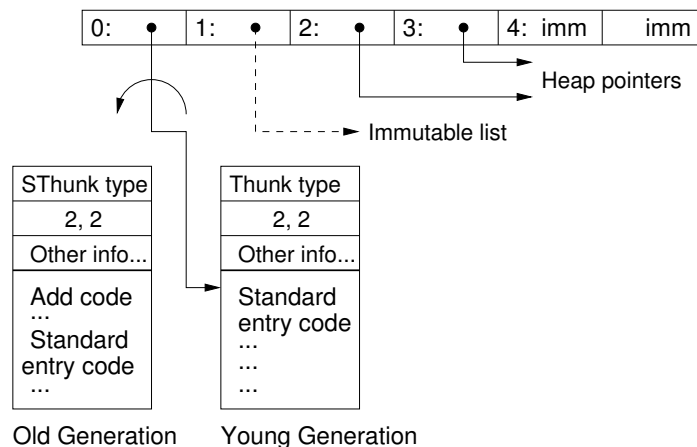 0: 1: 2: 3: 4: imm imm
Heap pointers
Immutable list
SThunk type
2, 2
Other info...
Add code
...
Standard
entry code
...
Thunk type
2, 2
Other info...
Standard
entry code
...
...
...
Old Generation
Young Generation